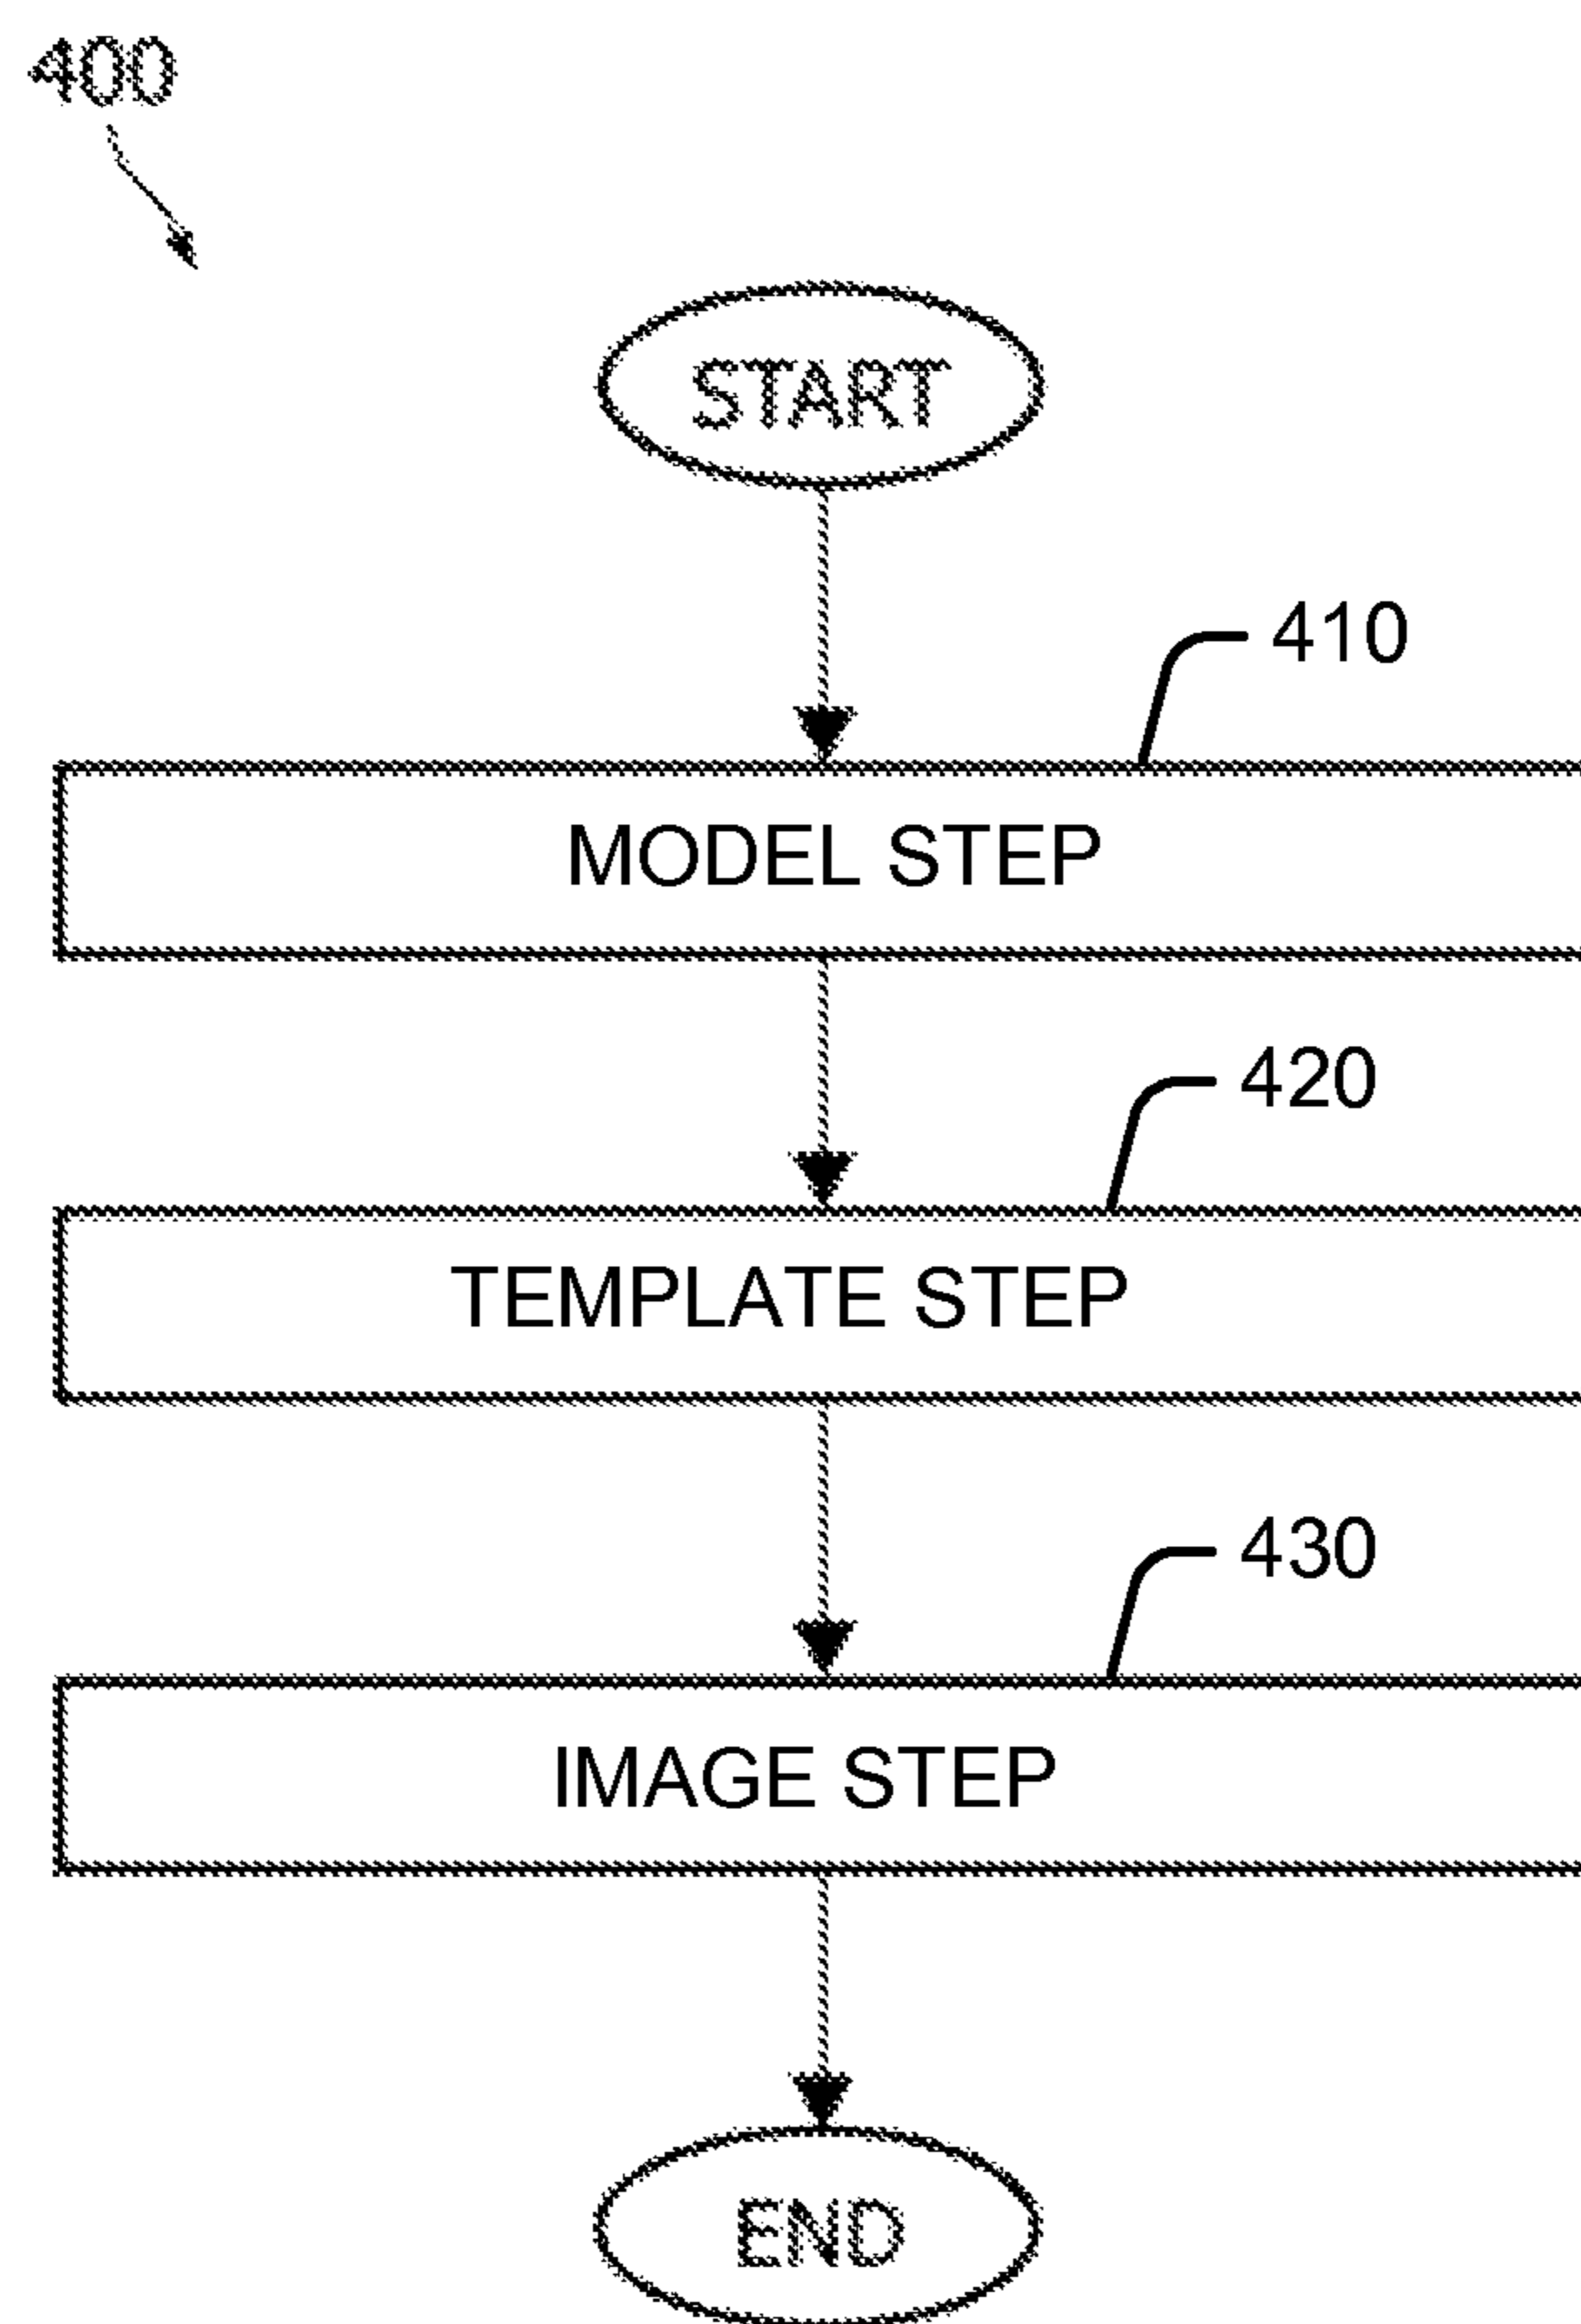 400
START
410
MODEL STEP
420
TEMPLATE STEP
430
IMAGE STEP
END